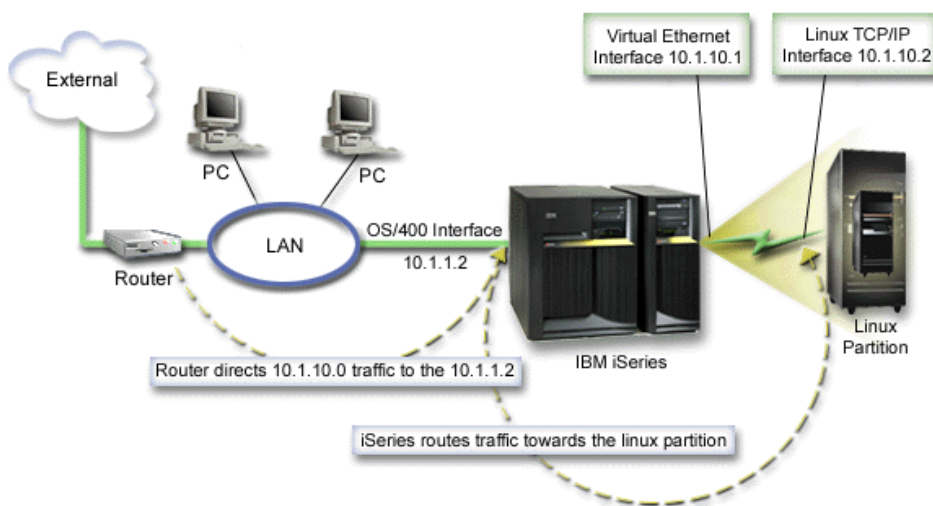 Virtual Ethernet
Interface 10.1.10.1
Linux TCP/IP
Interface 10.1.10.2
External
PC
PC
LAN
OS/400 Interface
10.1.1.2
Router
Linux
Partition
IBM iSeries
Router directs 10.1.10.0 traffic to the 10.1.1.2
iSeries routes traffic towards the linux partition